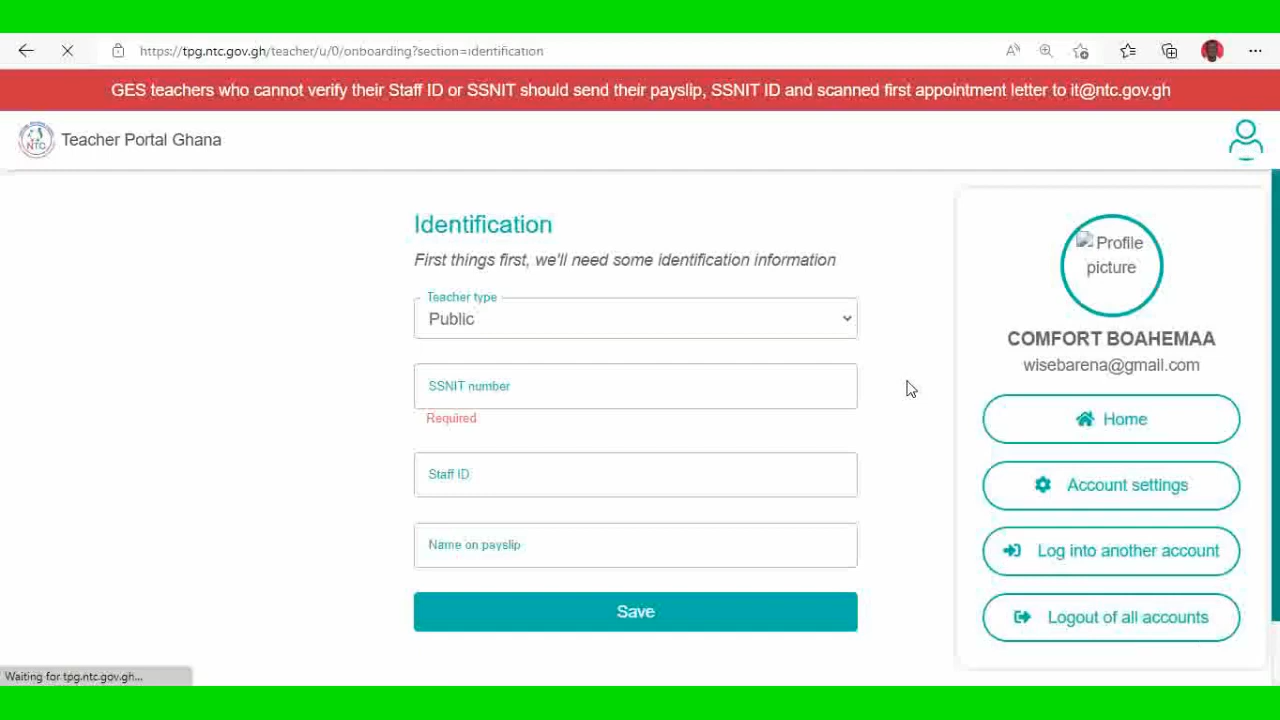 https://tpg.ntc.gov.gh/teacher/u/0/onboarding?section=identification
GES teachers who cannot verify their Staff ID or SSNIT should send their payslip, SSNIT ID and scanned first appointment letter to it@ntc.gov.gh
NTC
Teacher Portal Ghana
Identification
First things first, we'll need some identification information
Teacher type
Public
SSNIT number
Required
Staff ID
Name on payslip
Save
Profile
picture
COMFORT BOAHEMAA
wisebarena@gmail.com
Home
Account settings
Log into another account
Logout of all accounts
Waiting for tpg.ntc.gov.gh...